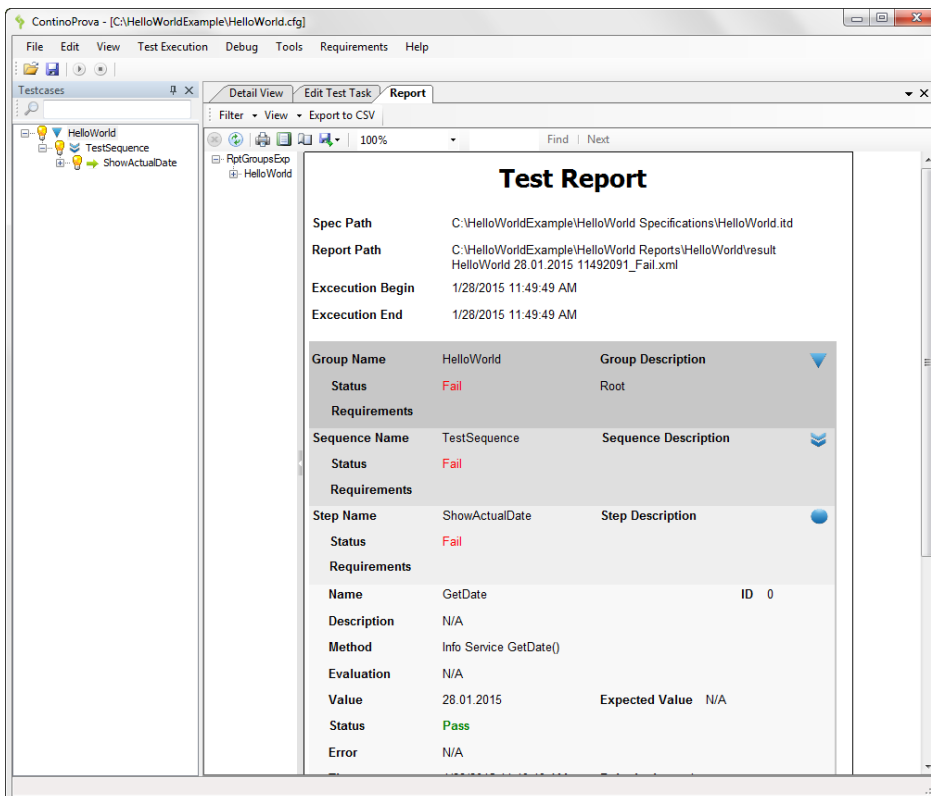 ContinoProva - [C:\HelloWorldExample\HelloWorld.cfg]
File Edit View Test Execution Debug Tools Requirements Help
Testcases
Detail View Edit Test Task Report
Filter View Export to CSV
HelloWorld
TestSequence
ShowActualDate
100% Find | Next
RptGroupsExp
HelloWorld
Test Report
Spec Path C:\HelloWorldExample\HelloWorld Specifications\HelloWorld.itd
Report Path C:\HelloWorldExample\HelloWorld Reports\HelloWorld\result
HelloWorld 28.01.2015 11492091_Fail.xml
Excecution Begin 1/28/2015 11:49:49 AM
Excecution End 1/28/2015 11:49:49 AM
Group Name HelloWorld Group Description
Status Fail Root
Requirements
Sequence Name TestSequence Sequence Description
Status Fail
Requirements
Step Name ShowActualDate Step Description
Status Fail
Requirements
Name GetDate ID 0
Description N/A
Method Info Service GetDate()
Evaluation N/A
Value 28.01.2015 Expected Value N/A
Status Pass
Error N/A